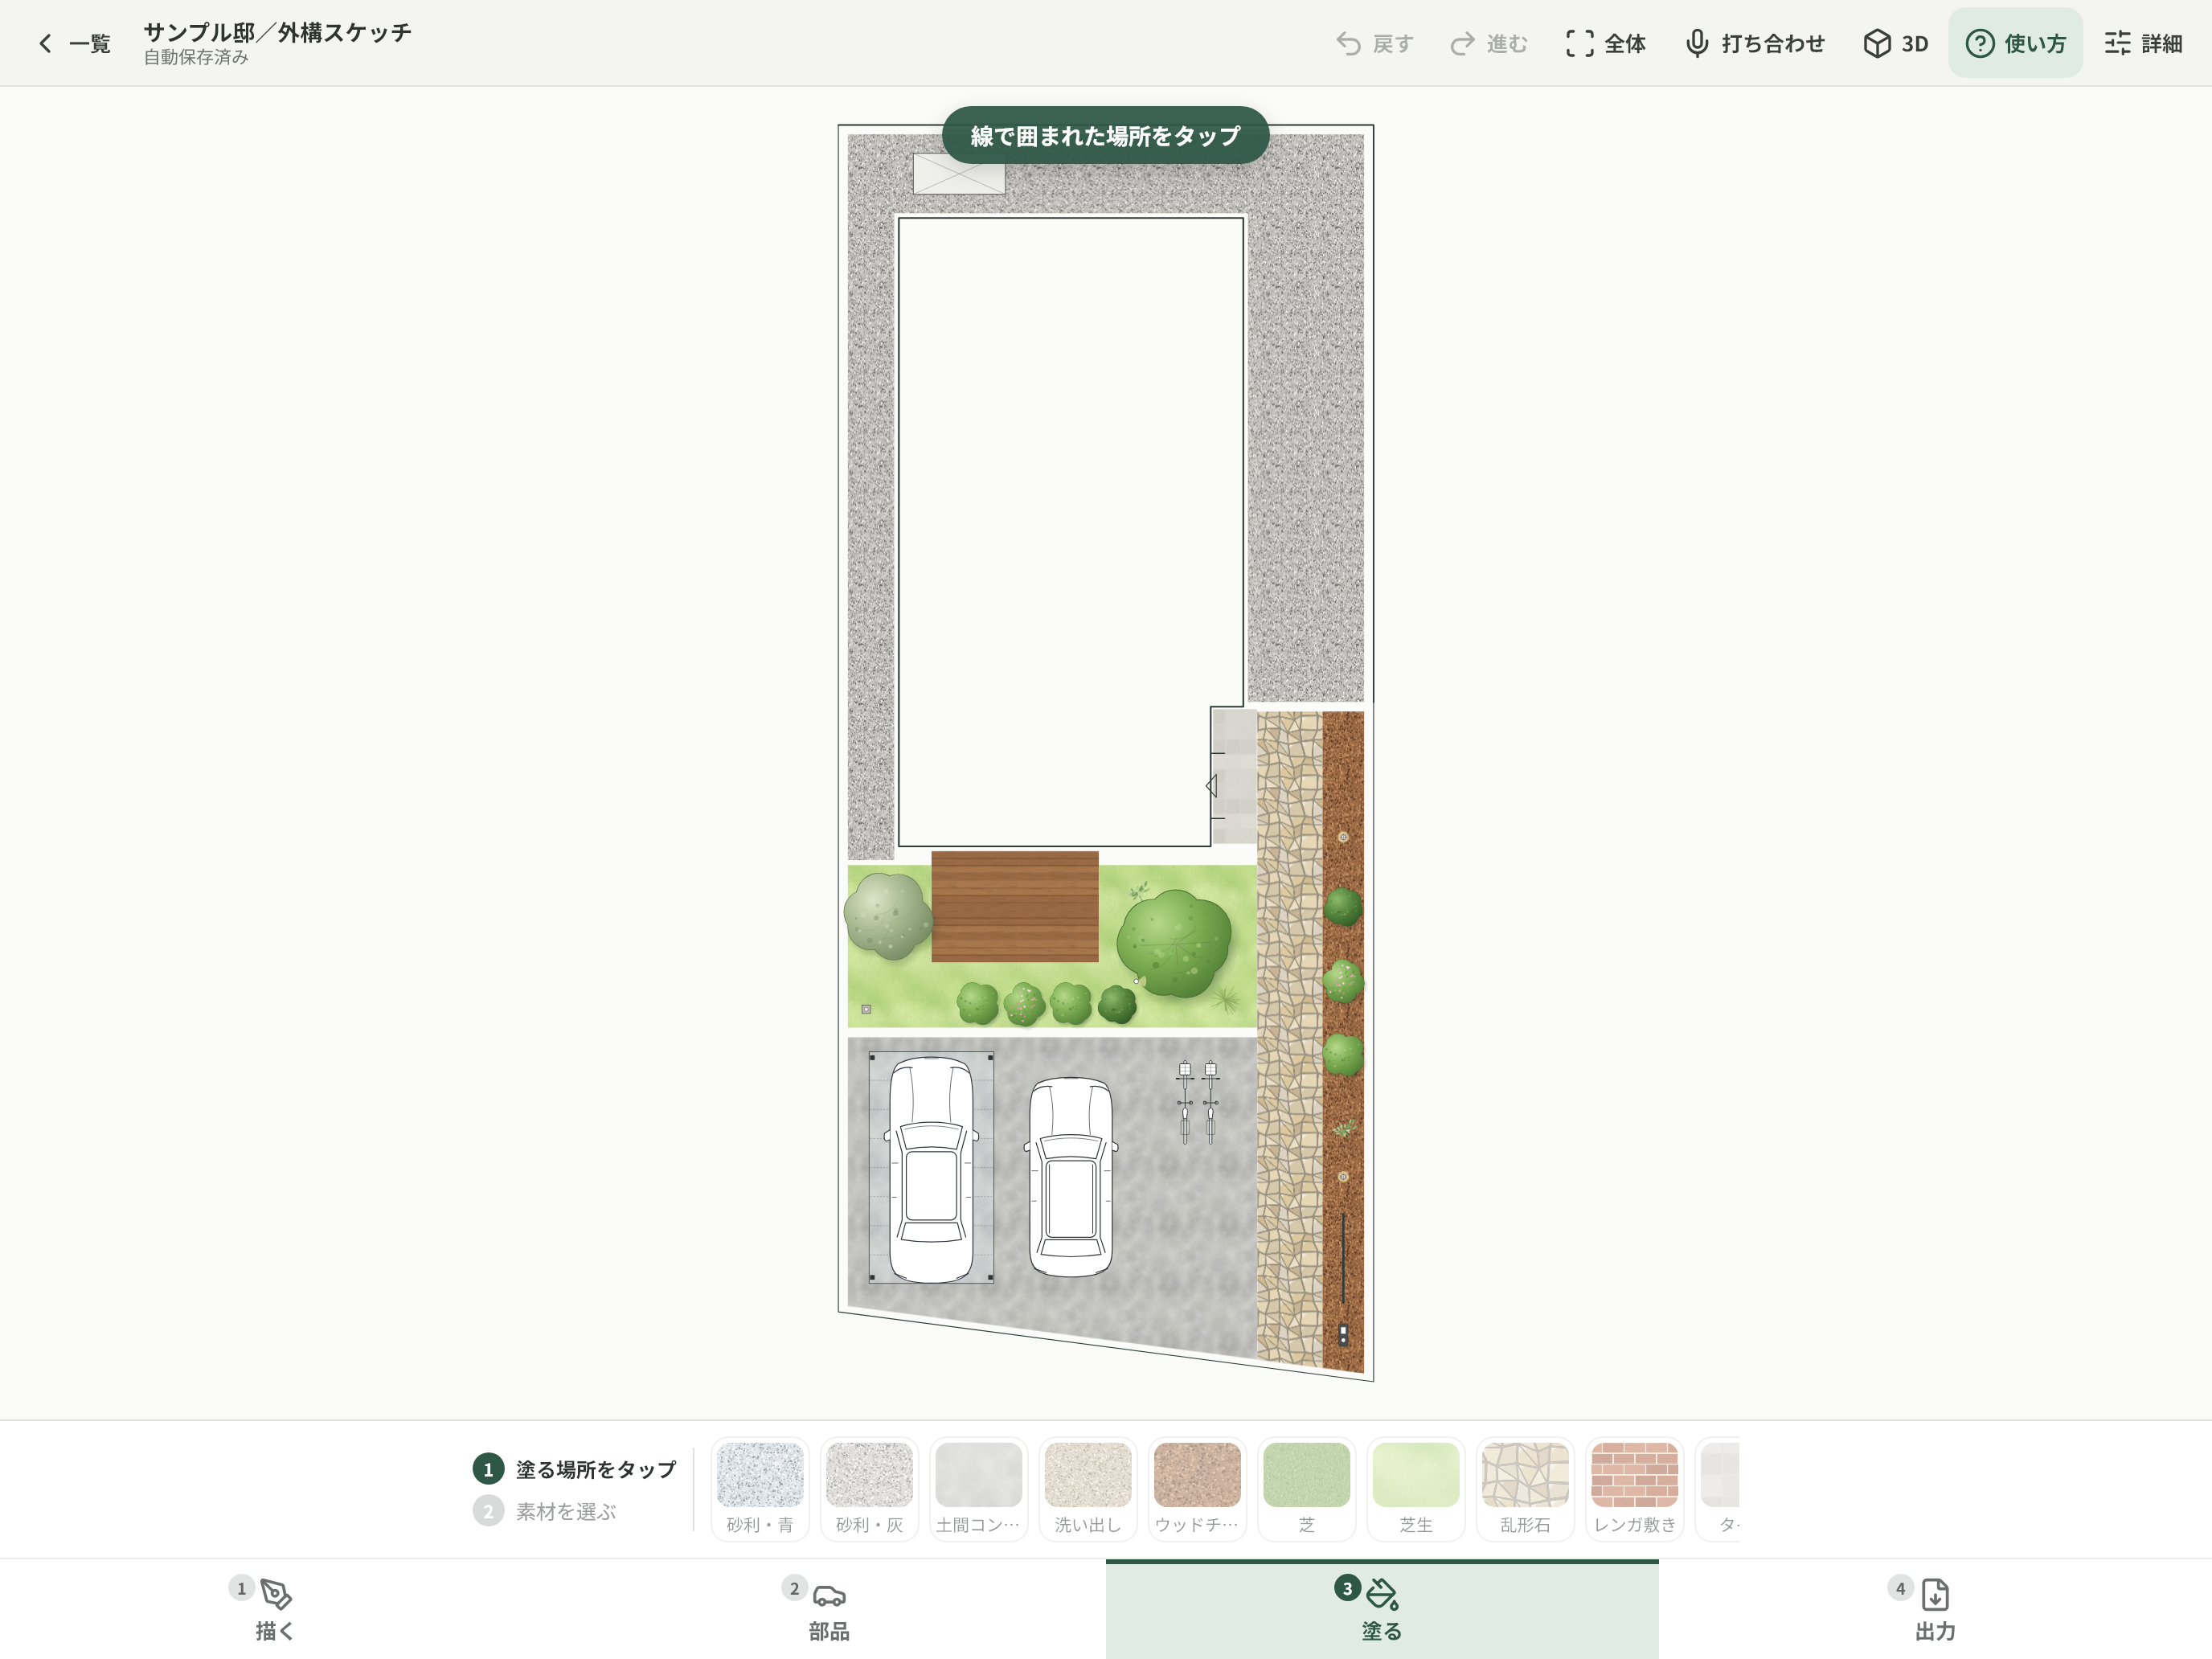 一覧
サンプル邸／外構スケッチ
自動保存済み
戻す
進む
全体
打ち合わせ
3D
使い方
詳細
線で囲まれた場所をタップ
1 塗る場所をタップ
2 素材を選ぶ
砂利・青
砂利・灰
土間コン…
洗い出し
ウッドチ…
芝
芝生
乱形石
レンガ敷き
タ
1 描く
2 部品
3 塗る
4 出力